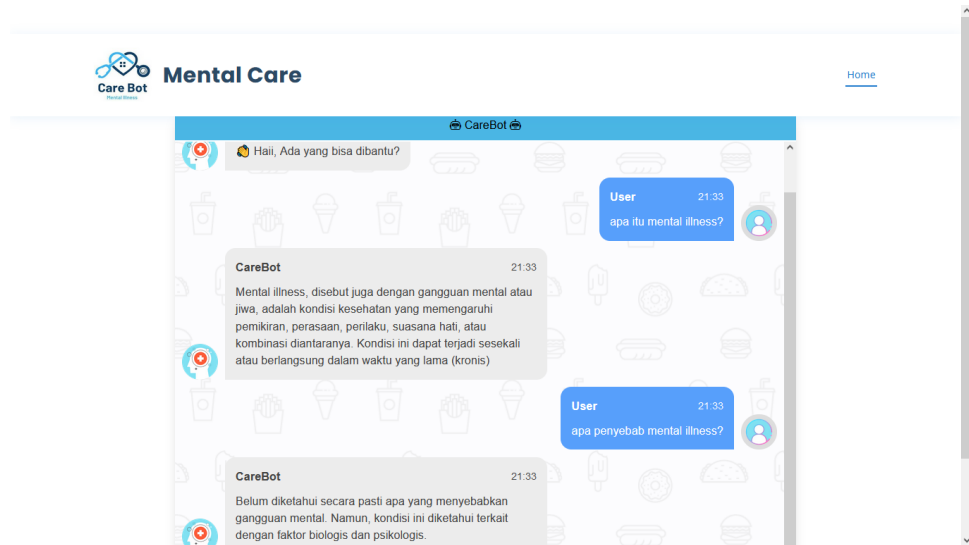 Mental Care
Care Bot
Mental Illness
Home
CareBot
Haii, Ada yang bisa dibantu?
User 21:33
apa itu mental illness?
CareBot 21:33
Mental illness, disebut juga dengan gangguan mental atau
jiwa, adalah kondisi kesehatan yang memengaruhi
pemikiran, perasaan, perilaku, suasana hati, atau
kombinasi diantaranya. Kondisi ini dapat terjadi sesekali
atau berlangsung dalam waktu yang lama (kronis)
User 21:33
apa penyebab mental illness?
CareBot 21:33
Belum diketahui secara pasti apa yang menyebabkan
gangguan mental. Namun, kondisi ini diketahui terkait
dengan faktor biologis dan psikologis.